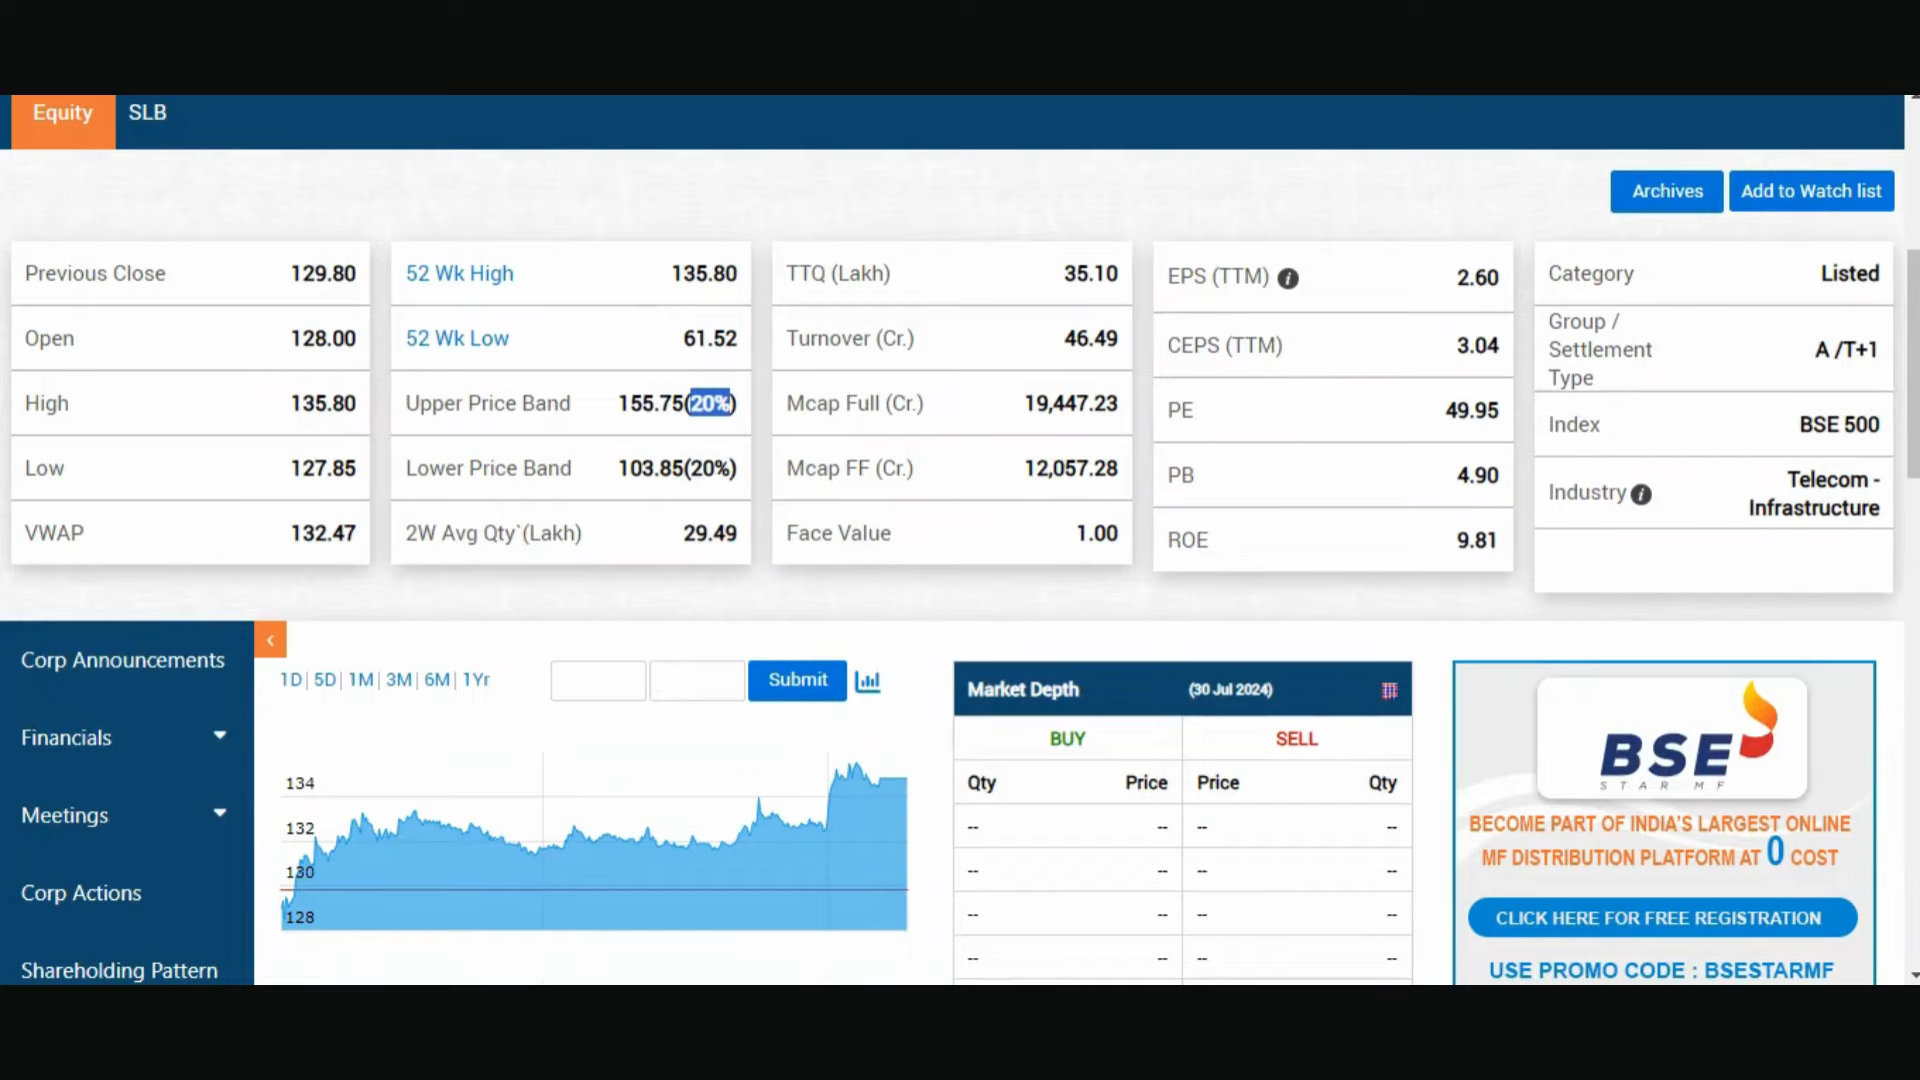 Equity SLB
Archives Add to Watch list
Previous Close 129.80
Open 128.00
High 135.80
Low 127.85
VWAP 132.47
52 Wk High 135.80
52 Wk Low 61.52
Upper Price Band 155.75(20%)
Lower Price Band 103.85(20%)
2W Avg Qty`(Lakh) 29.49
TTQ (Lakh) 35.10
Turnover (Cr.) 46.49
Mcap Full (Cr.) 19,447.23
Mcap FF (Cr.) 12,057.28
Face Value 1.00
EPS (TTM) i 2.60
CEPS (TTM) 3.04
PE 49.95
PB 4.90
ROE 9.81
Category Listed
Group /
Settlement A /T+1
Type
Index BSE 500
Industry i Telecom -
Infrastructure
Corp Announcements
Financials
Meetings
Corp Actions
Shareholding Pattern
1D| 5D| 1M| 3M| 6M| 1Yr Submit
134
132
130
128
Market Depth (30 Jul 2024)
BUY SELL
Qty Price Price Qty
-- -- -- --
-- -- -- --
-- -- -- --
-- -- -- --
BSE
STAR MF
BECOME PART OF INDIA'S LARGEST ONLINE
MF DISTRIBUTION PLATFORM AT 0 COST
CLICK HERE FOR FREE REGISTRATION
USE PROMO CODE : BSESTARMF